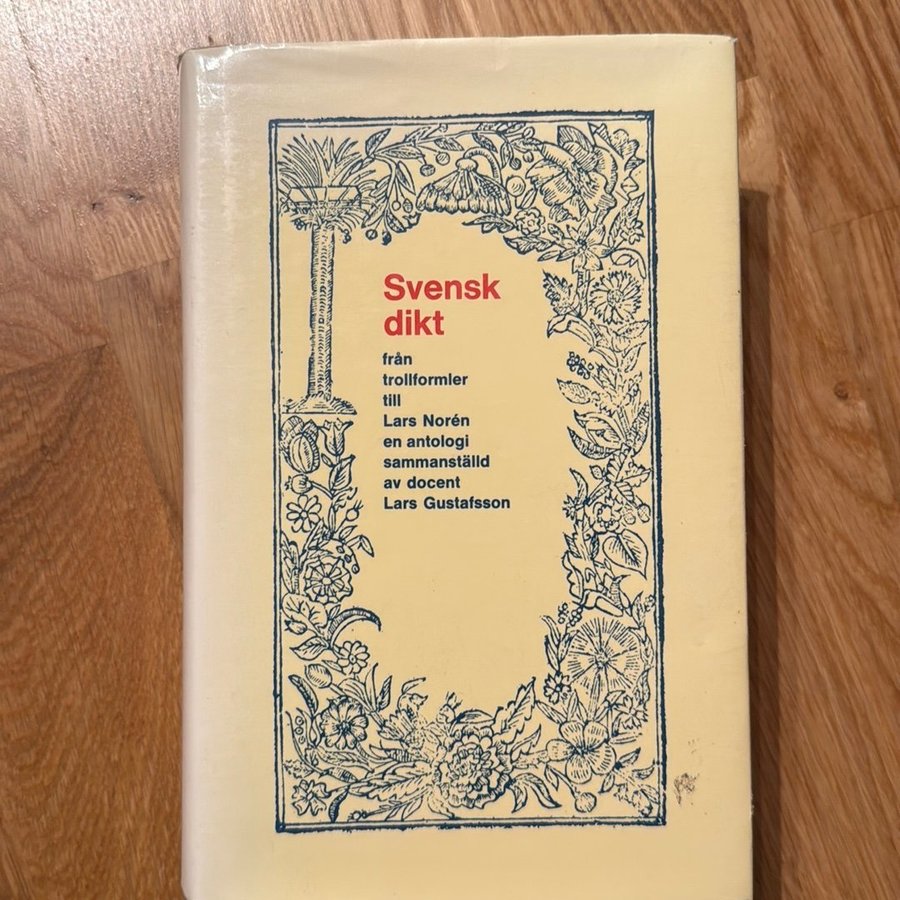 Svensk
dikt
från
trollformler
till
Lars Norén
en antologi
sammanställd
av docent
Lars Gustafsson